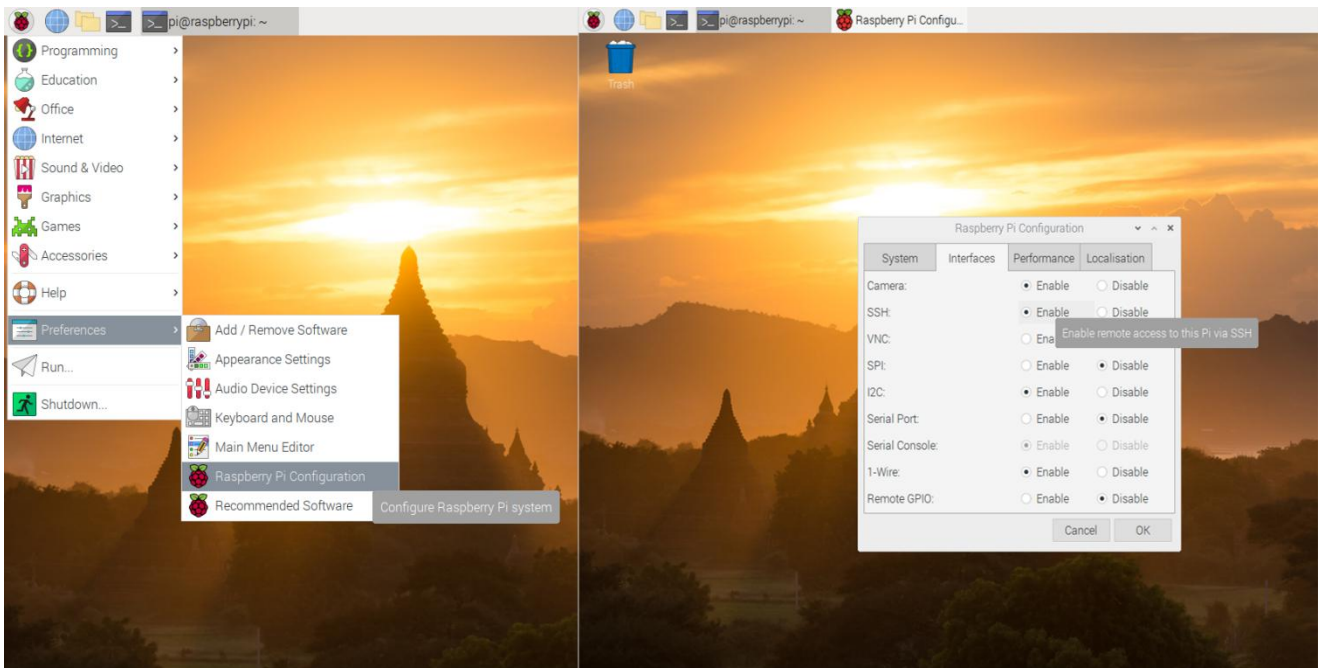 pi@raspberrypi: ~
Programming
Education
Office
Internet
Sound & Video
Graphics
Games
Accessories
Help
Preferences
Run...
Shutdown...
Add / Remove Software
Appearance Settings
Audio Device Settings
Keyboard and Mouse
Main Menu Editor
Raspberry Pi Configuration
Recommended Software
Configure Raspberry Pi system
pi@raspberrypi: ~ Raspberry Pi Configu...
Trash
Raspberry Pi Configuration
System Interfaces Performance Localisation
Camera: Enable Disable
SSH: Enable Disable
Enable remote access to this Pi via SSH
VNC: Ena
SPI: Enable Disable
I2C: Enable Disable
Serial Port: Enable Disable
Serial Console: Enable Disable
1-Wire: Enable Disable
Remote GPIO: Enable Disable
Cancel OK